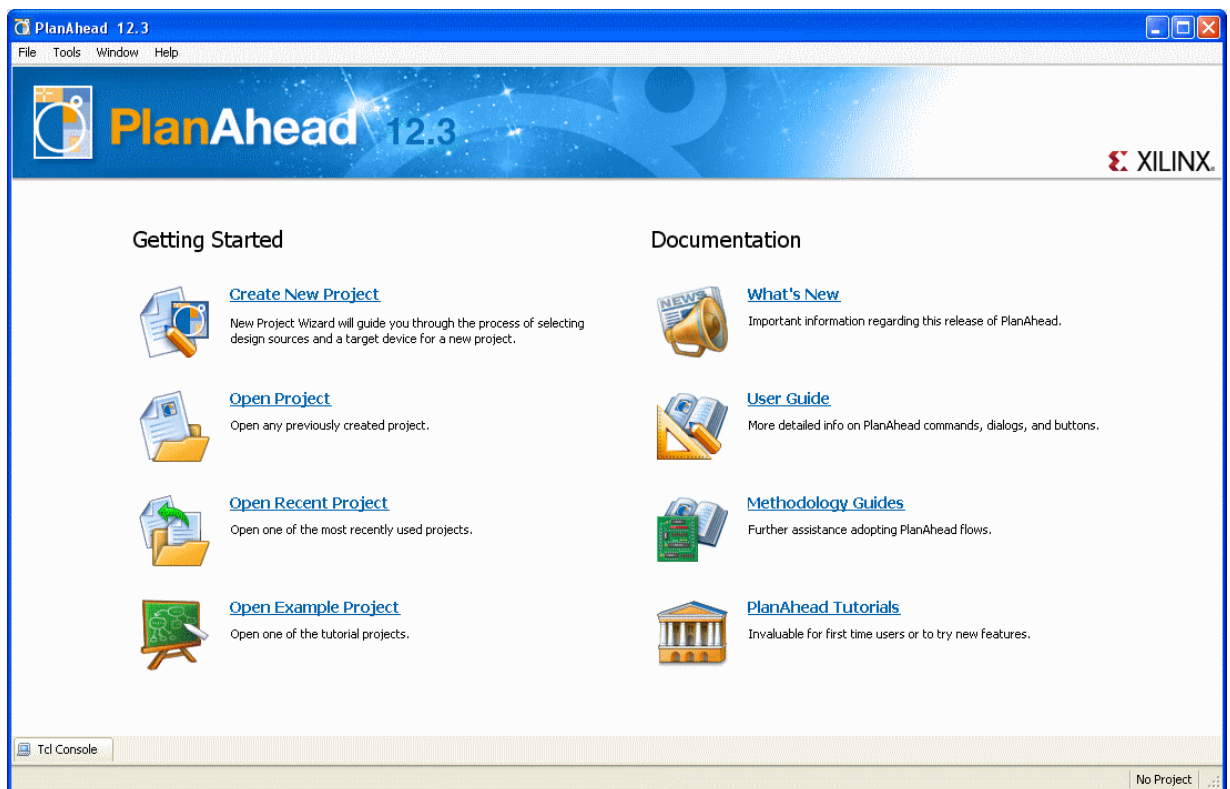 PlanAhead 12.3
File Tools Window Help
PlanAhead 12.3
XILINX
Getting Started
Create New Project
New Project Wizard will guide you through the process of selecting
design sources and a target device for a new project.
Open Project
Open any previously created project.
Open Recent Project
Open one of the most recently used projects.
Open Example Project
Open one of the tutorial projects.
Documentation
NEWS
What's New
Important information regarding this release of PlanAhead.
User Guide
More detailed info on PlanAhead commands, dialogs, and buttons.
Methodology Guides
Further assistance adopting PlanAhead flows.
PlanAhead Tutorials
Invaluable for first time users or to try new features.
Tcl Console
No Project